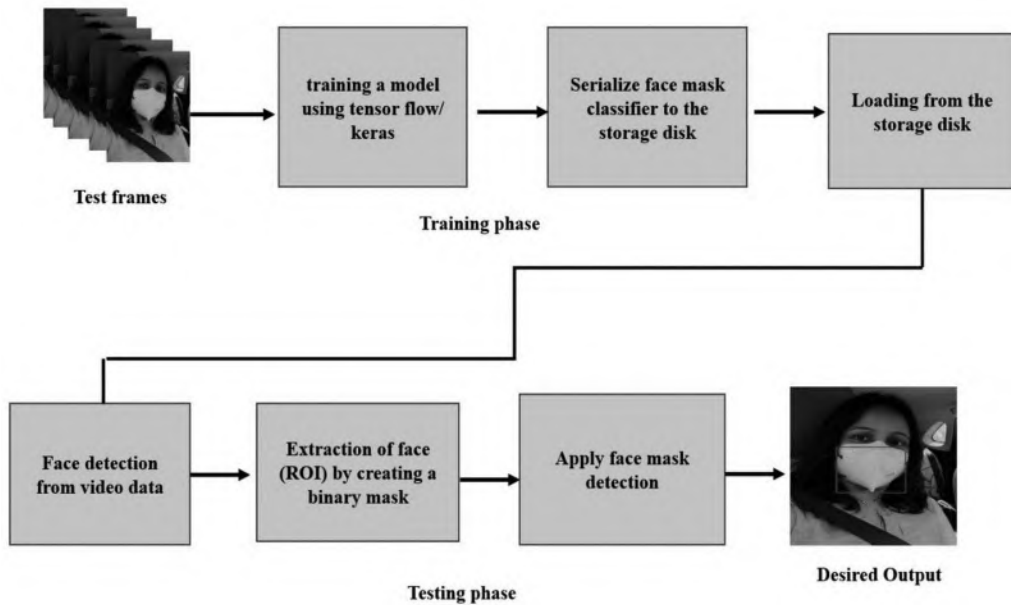 training a model
using tensor flow/
keras
Serialize face mask
classifier to the
storage disk
Loading from the
storage disk
Test frames
Training phase
Face detection
from video data
Extraction of face
(ROI) by creating a
binary mask
Apply face mask
detection
Desired Output
Testing phase